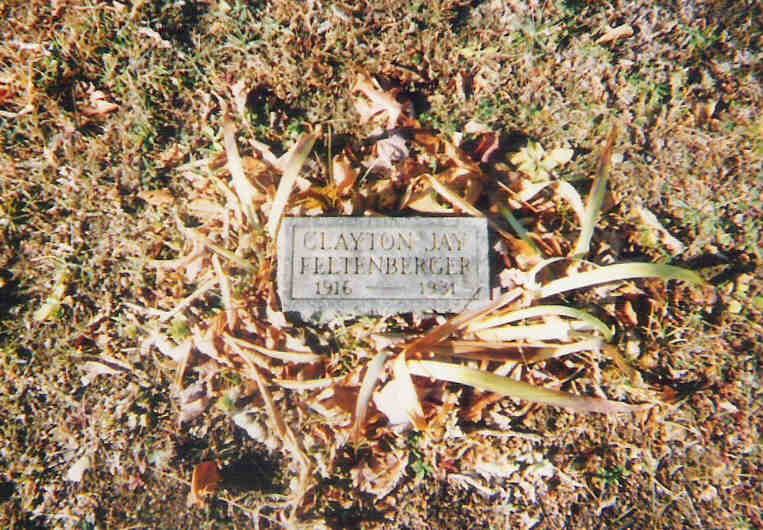 CLAYTON JAY
FELTENBERGER
1916 — 1931